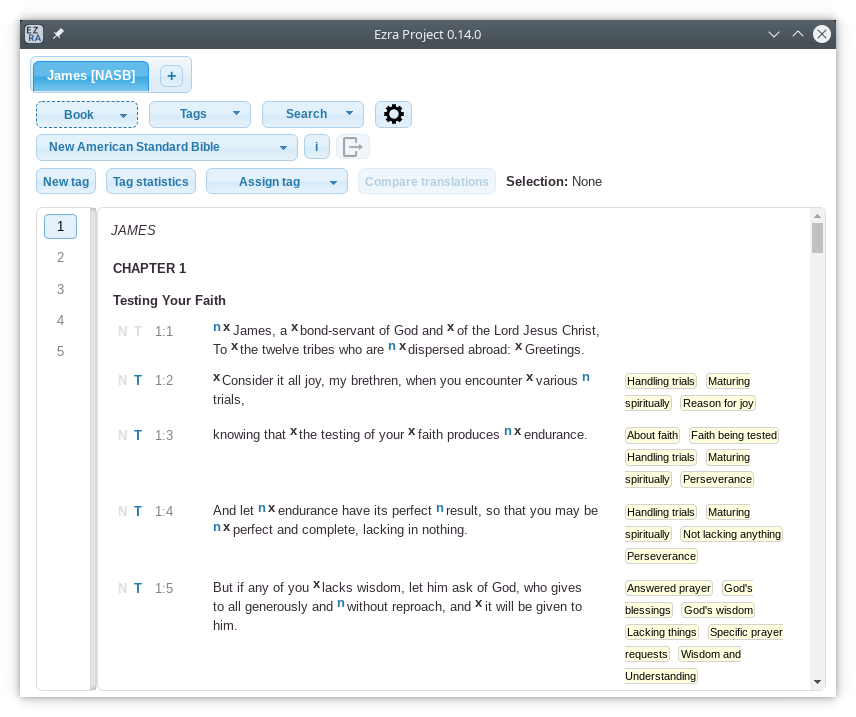 EZ
RA
Ezra Project 0.14.0
James [NASB]
+
Book Tags Search
New American Standard Bible i
New tag Tag statistics Assign tag Compare translations Selection: None
1
2
3
4
5
JAMES
CHAPTER 1
Testing Your Faith
N T 1:1 n x James, a x bond-servant of God and x of the Lord Jesus Christ,
To x the twelve tribes who are n x dispersed abroad: x Greetings.
N T 1:2 x Consider it all joy, my brethren, when you encounter x various n
trials,
Handling trials Maturing
spiritually Reason for joy
N T 1:3 knowing that x the testing of your x faith produces n x endurance.
About faith Faith being tested
Handling trials Maturing
spiritually Perseverance
N T 1:4 And let n x endurance have its perfect n result, so that you may be
n x perfect and complete, lacking in nothing.
Handling trials Maturing
spiritually Not lacking anything
Perseverance
N T 1:5 But if any of you x lacks wisdom, let him ask of God, who gives
to all generously and n without reproach, and x it will be given to
him.
Answered prayer God's
blessings God's wisdom
Lacking things Specific prayer
requests Wisdom and
Understanding